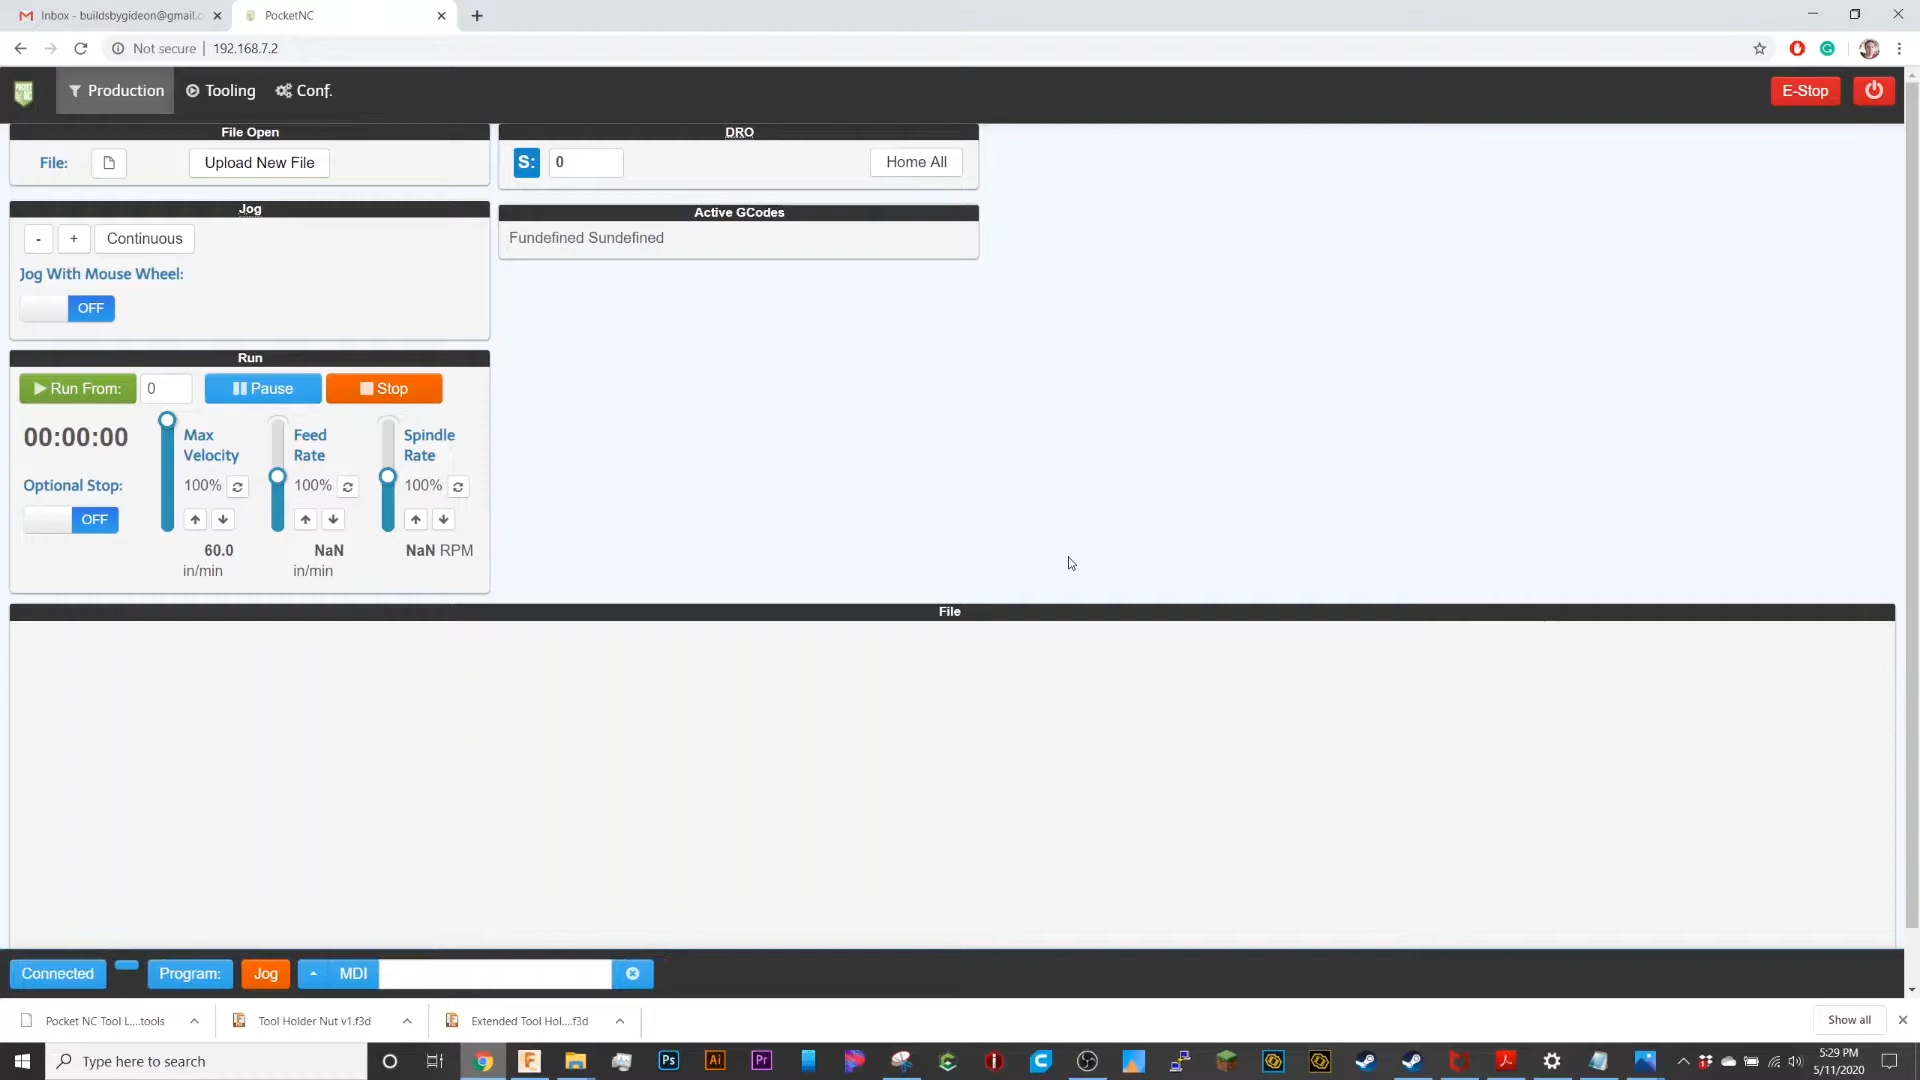 Inbox - buildsbygideon@gmail.c
PocketNC
Not secure | 192.168.7.2
Production
Tooling
Conf.
E-Stop
File Open
File:
Upload New File
DRO
S: 0
Home All
Jog
- + Continuous
Jog With Mouse Wheel:
OFF
Active GCodes
Fundefined Sundefined
Run
Run From: 0
Pause
Stop
00:00:00
Optional Stop:
OFF
Max
Velocity
100%
60.0
in/min
Feed
Rate
100%
NaN
in/min
Spindle
Rate
100%
NaN RPM
File
Connected
Program:
Jog
MDI
Pocket NC Tool L....tools
Tool Holder Nut v1.f3d
Extended Tool Hol....f3d
Show all
Type here to search
Ps
Ai
Pr
5:29 PM
5/11/2020